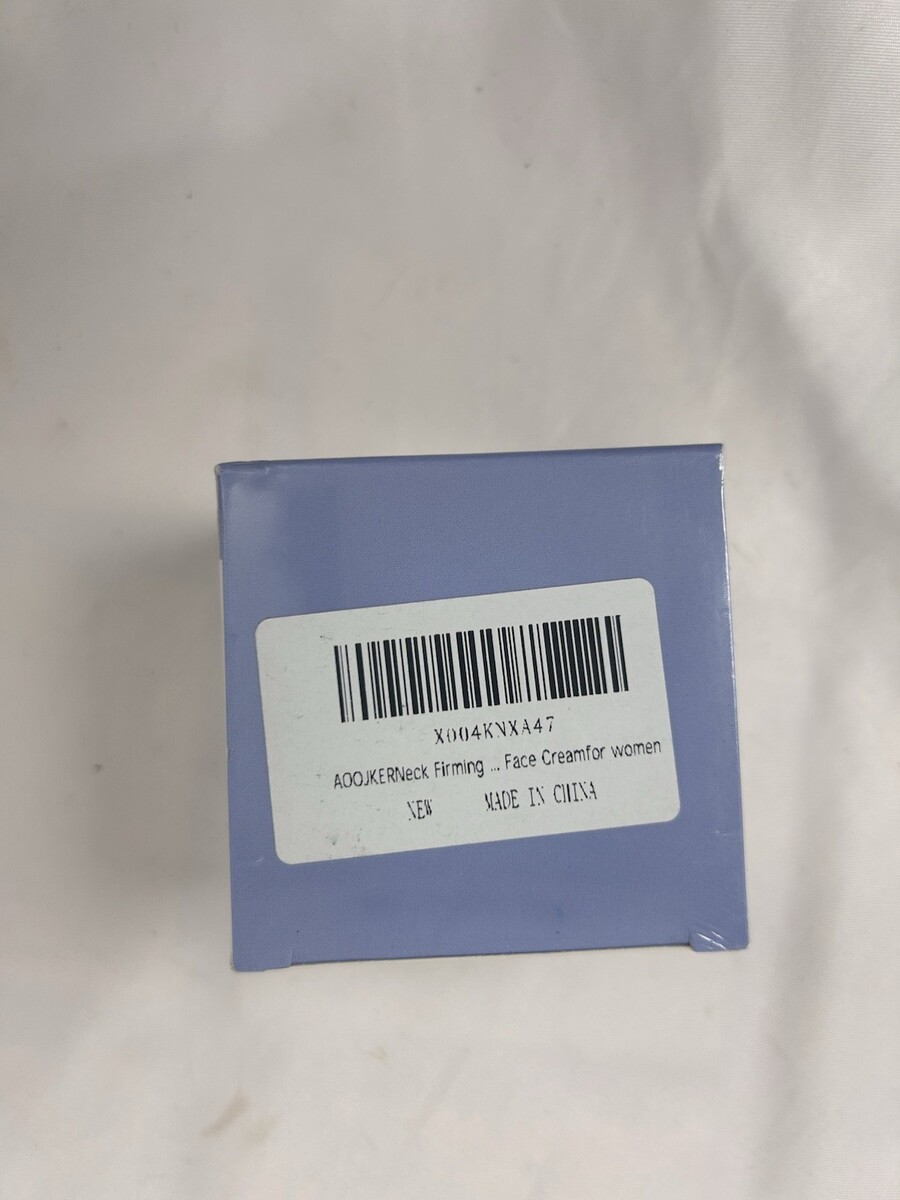 X004KNXA47
AOOJKERNeck Firming ... Face Creamfor women
NEW MADE IN CHINA